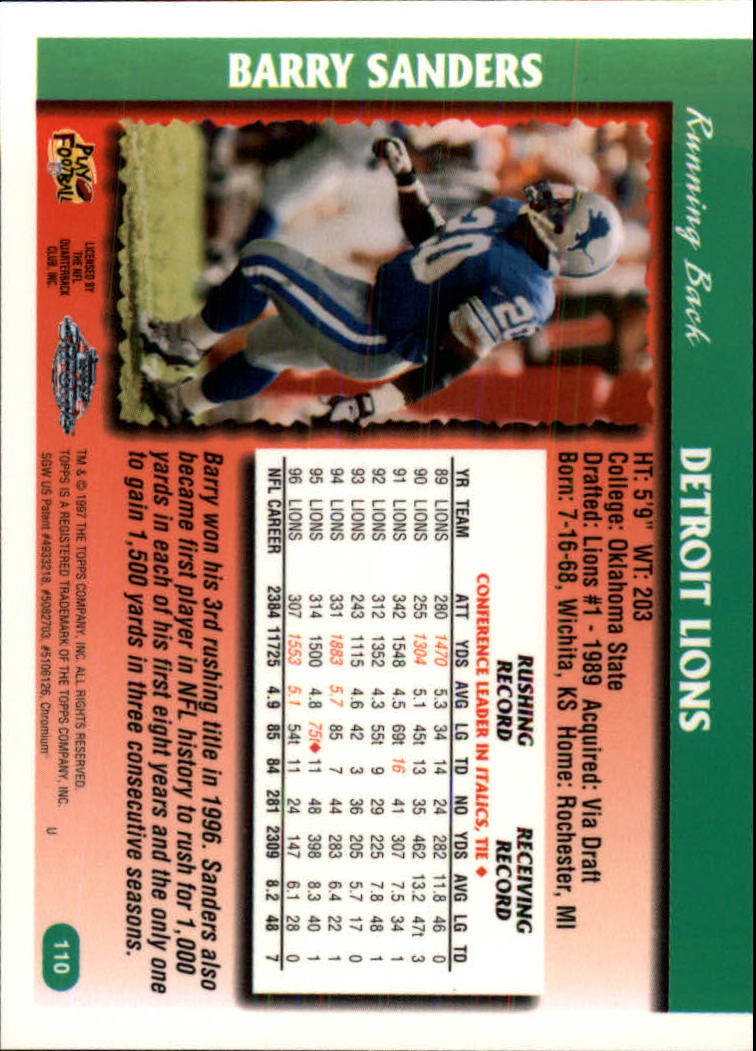 BARRY SANDERS
Running Back
DETROIT LIONS
HT: 5'9" WT: 203
College: Oklahoma State
Drafted: Lions #1 - 1989 Acquired: Via Draft
Born: 7-16-68, Wichita, KS Home: Rochester, MI
RUSHING RECORD
RECEIVING RECORD
CONFERENCE LEADER IN ITALICS, TIE ♦
YR TEAM ATT YDS AVG LG TD NO YDS AVG LG TD
89 LIONS 280 1470 5.3 34 14 24 282 11.8 46 0
90 LIONS 255 1304 5.1 45t 13 35 462 13.2 47t 3
91 LIONS 342 1548 4.5 69t 16 41 307 7.5 34 1
92 LIONS 312 1352 4.3 55t 9 29 225 7.8 48 1
93 LIONS 243 1115 4.6 42 3 36 205 5.7 17 0
94 LIONS 331 1883 5.7 85 7 44 283 6.4 22 1
95 LIONS 314 1500 4.8 75t♦ 11 48 398 8.3 40 1
96 LIONS 307 1553 5.1 54t 11 24 147 6.1 28 0
NFL CAREER 2384 11725 4.9 85 84 281 2309 8.2 48 7
Barry won his 3rd rushing title in 1996. Sanders also
became first player in NFL history to rush for 1,000
yards in each of his first eight years and the only one
to gain 1,500 yards in three consecutive seasons.
20
20
PLAY
FOOTBALL
LICENSED BY
THE NFL
QUARTERBACK
CLUB, INC.
TM & © 1997 THE TOPPS COMPANY, INC. ALL RIGHTS RESERVED.
TOPPS IS A REGISTERED TRADEMARK OF THE TOPPS COMPANY, INC.
SGW US Patent #4933218, #5082703, #5106126, Chromium™
U
110